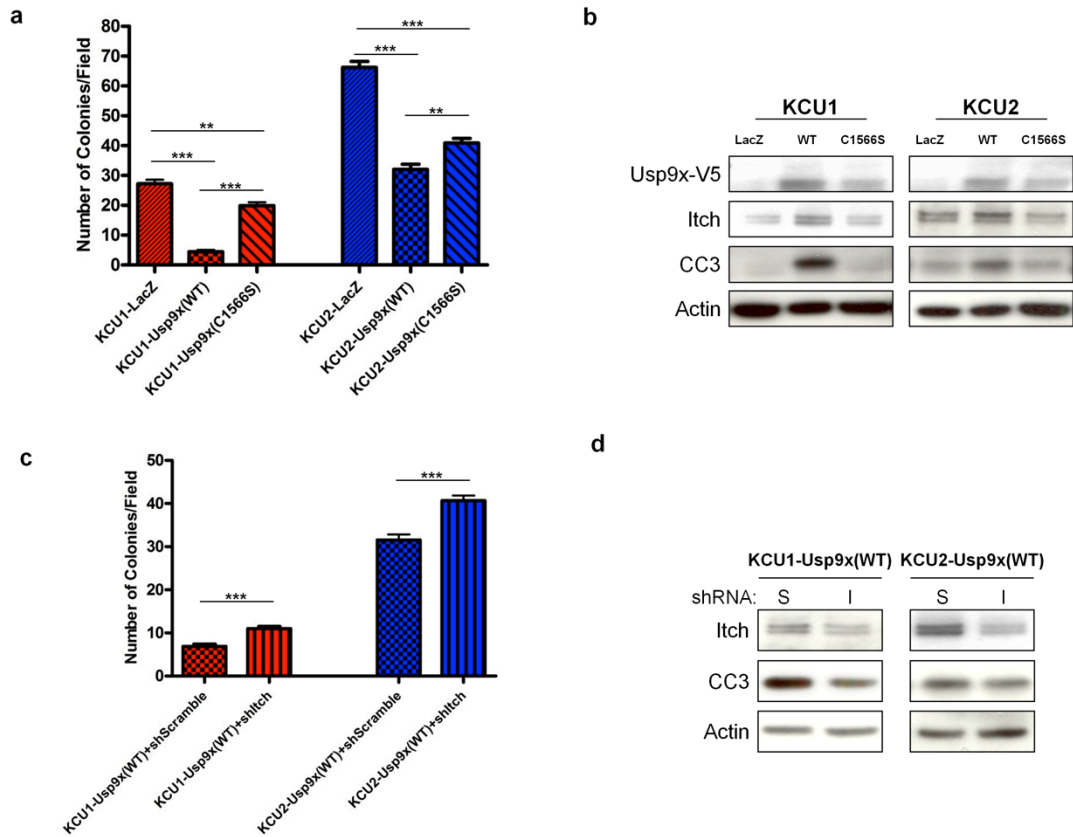 a
Number of Colonies/Field
80
70
60
50
40
30
20
10
0
***
**
***
***
***
***
**
KCU1-LacZ
KCU1-Usp9x(WT)
KCU1-Usp9x(C1566S)
KCU2-LacZ
KCU2-Usp9x(WT)
KCU2-Usp9x(C1566S)
b
KCU1 KCU2
LacZ WT C1566S LacZ WT C1566S
Usp9x-V5
Itch
CC3
Actin
c
Number of Colonies/Field
50
40
30
20
10
0
***
***
KCU1-Usp9x(WT)+shScramble
KCU1-Usp9x(WT)+shItch
KCU2-Usp9x(WT)+shScramble
KCU2-Usp9x(WT)+shItch
d
KCU1-Usp9x(WT) KCU2-Usp9x(WT)
shRNA: S I S I
Itch
CC3
Actin